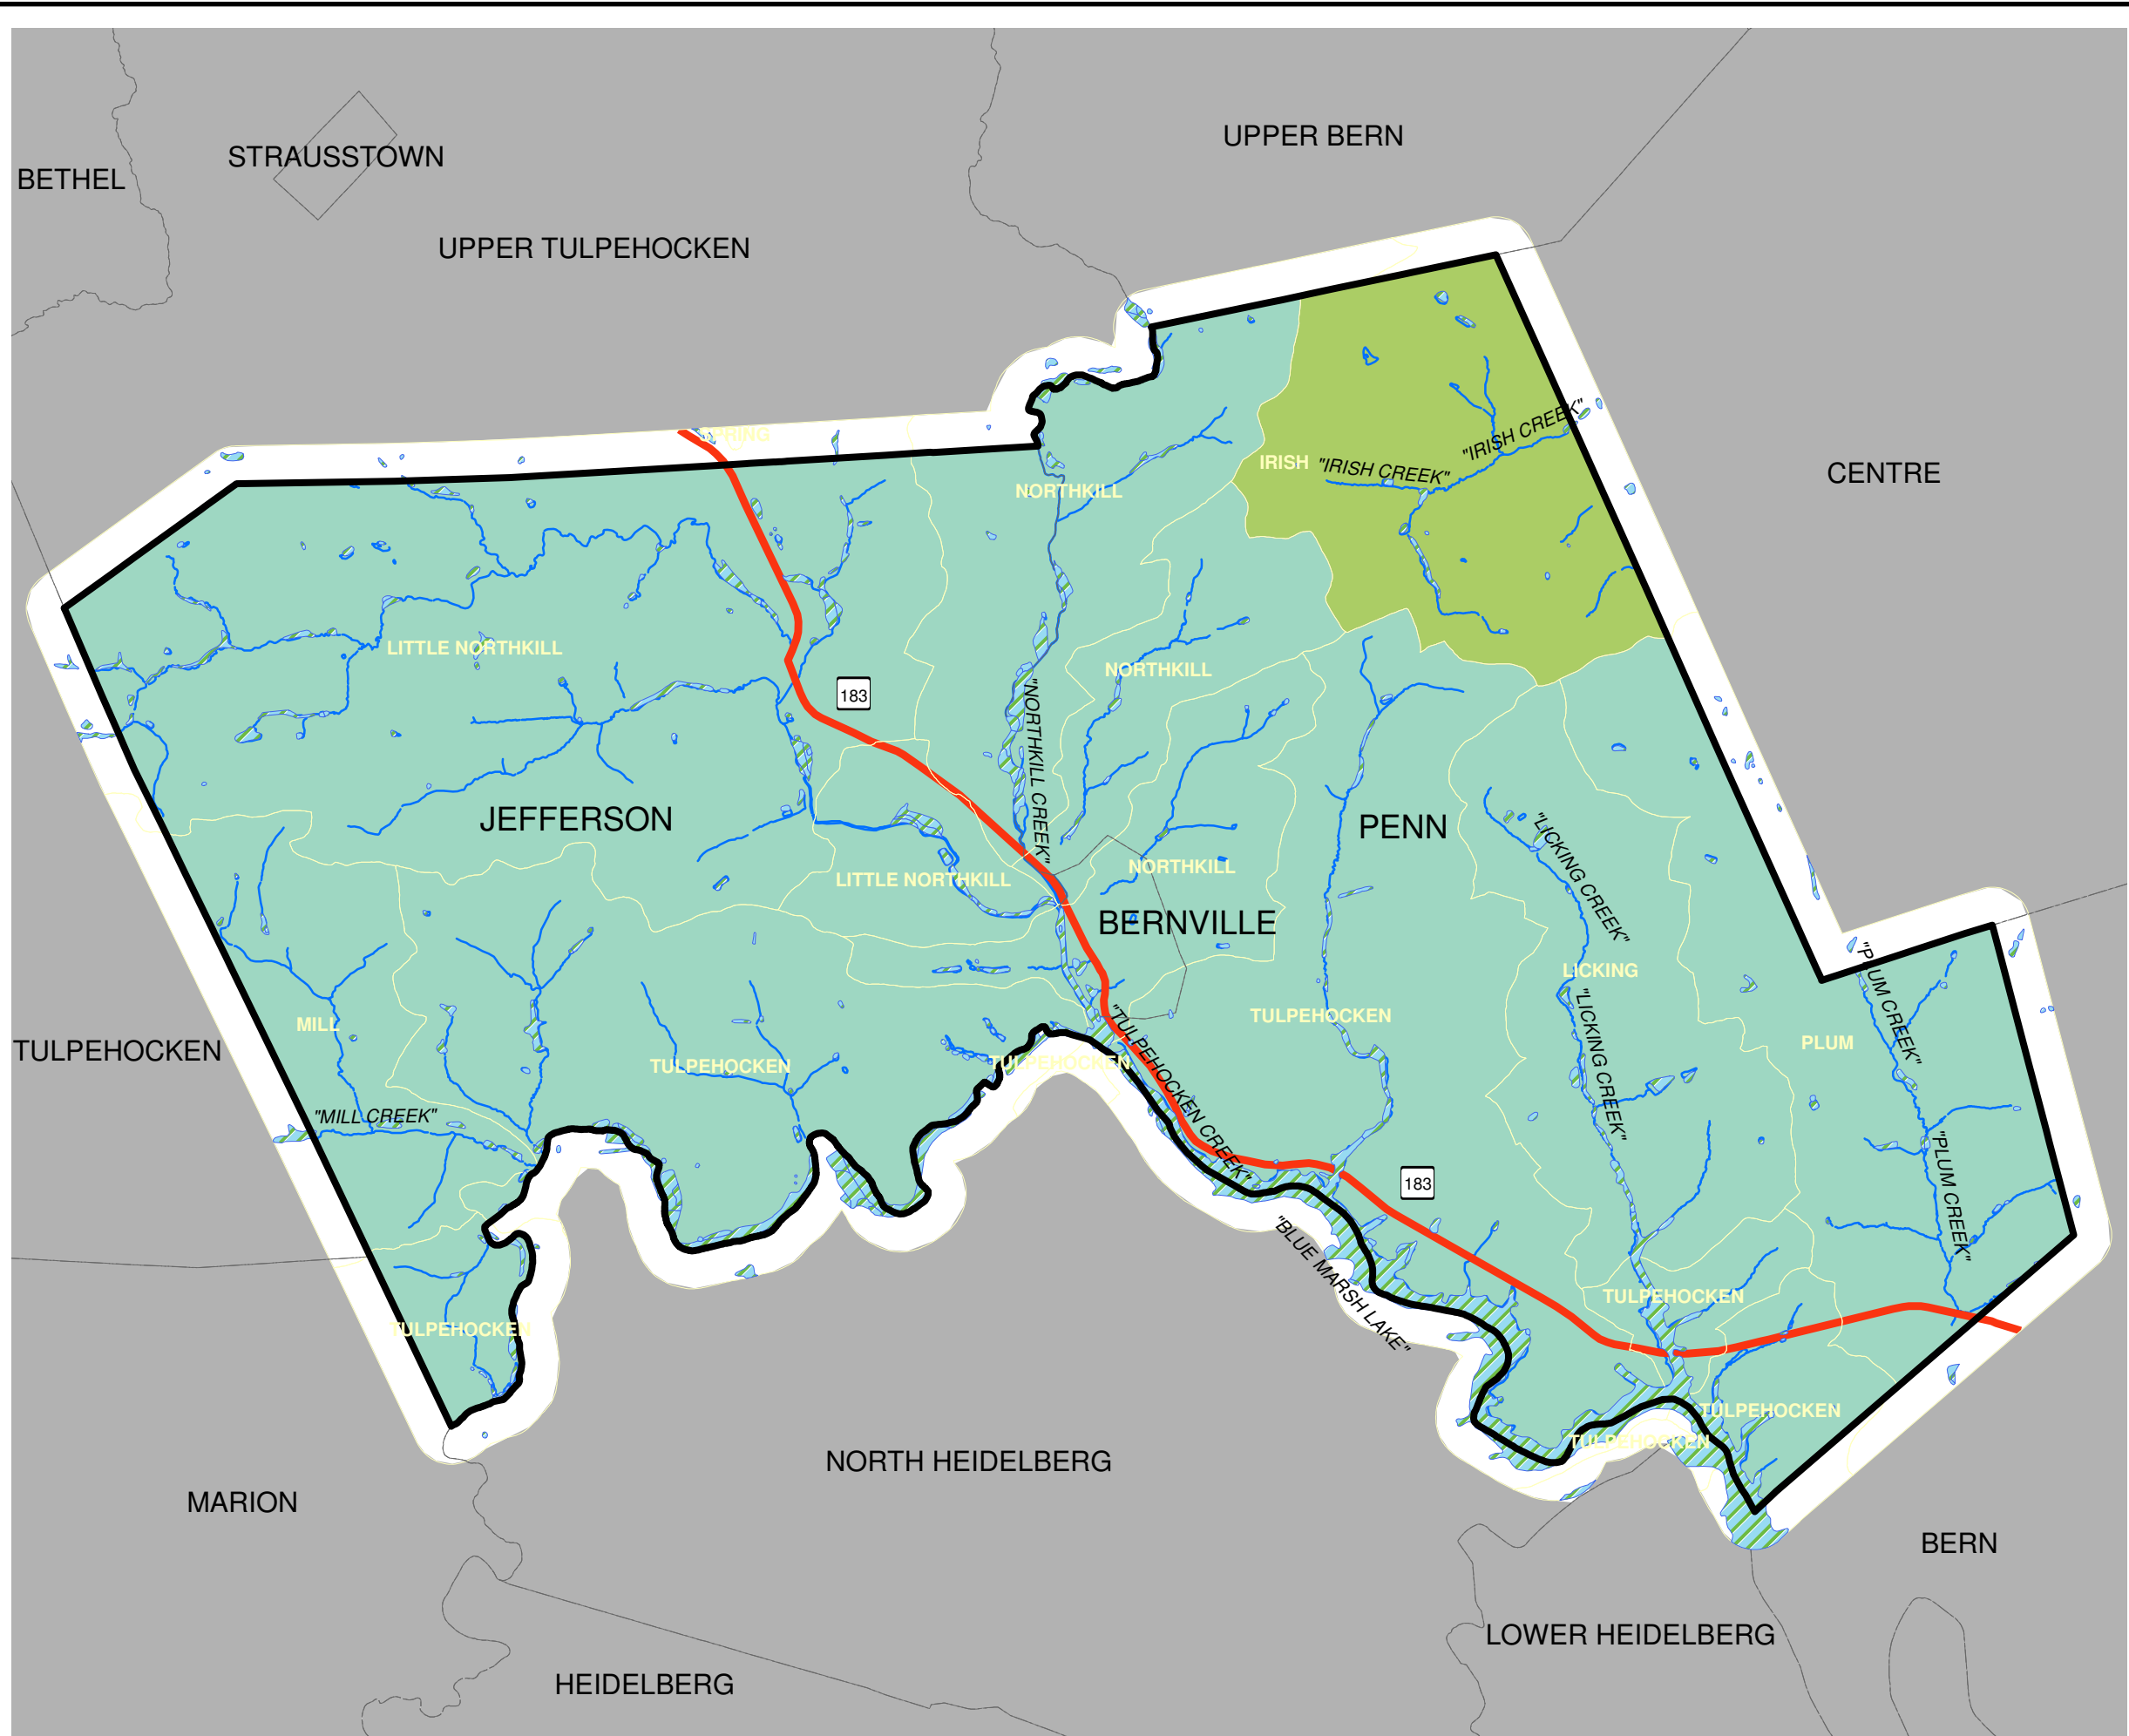 UPPER BERN
STRAUSSTOWN
BETHEL
UPPER TULPEHOCKEN
SPRING
"IRISH CREEK"
IRISH
"IRISH CREEK"
CENTRE
NORTHKILL
LITTLE NORTHKILL
NORTHKILL
183
"NORTHKILL CREEK"
JEFFERSON
PENN
"LICKING CREEK"
NORTHKILL
LITTLE NORTHKILL
BERNVILLE
LICKING
"PLUM CREEK"
TULPEHOCKEN
MILL
"LICKING CREEK"
PLUM
TULPEHOCKEN
TULPEHOCKEN
TULPEHOCKEN
"TULPEHOCKEN CREEK"
"MILL CREEK"
"PLUM CREEK"
183
"BLUE MARSH LAKE"
TULPEHOCKEN
TULPEHOCKEN
TULPEHOCKEN
TULPEHOCKEN
NORTH HEIDELBERG
MARION
BERN
LOWER HEIDELBERG
HEIDELBERG